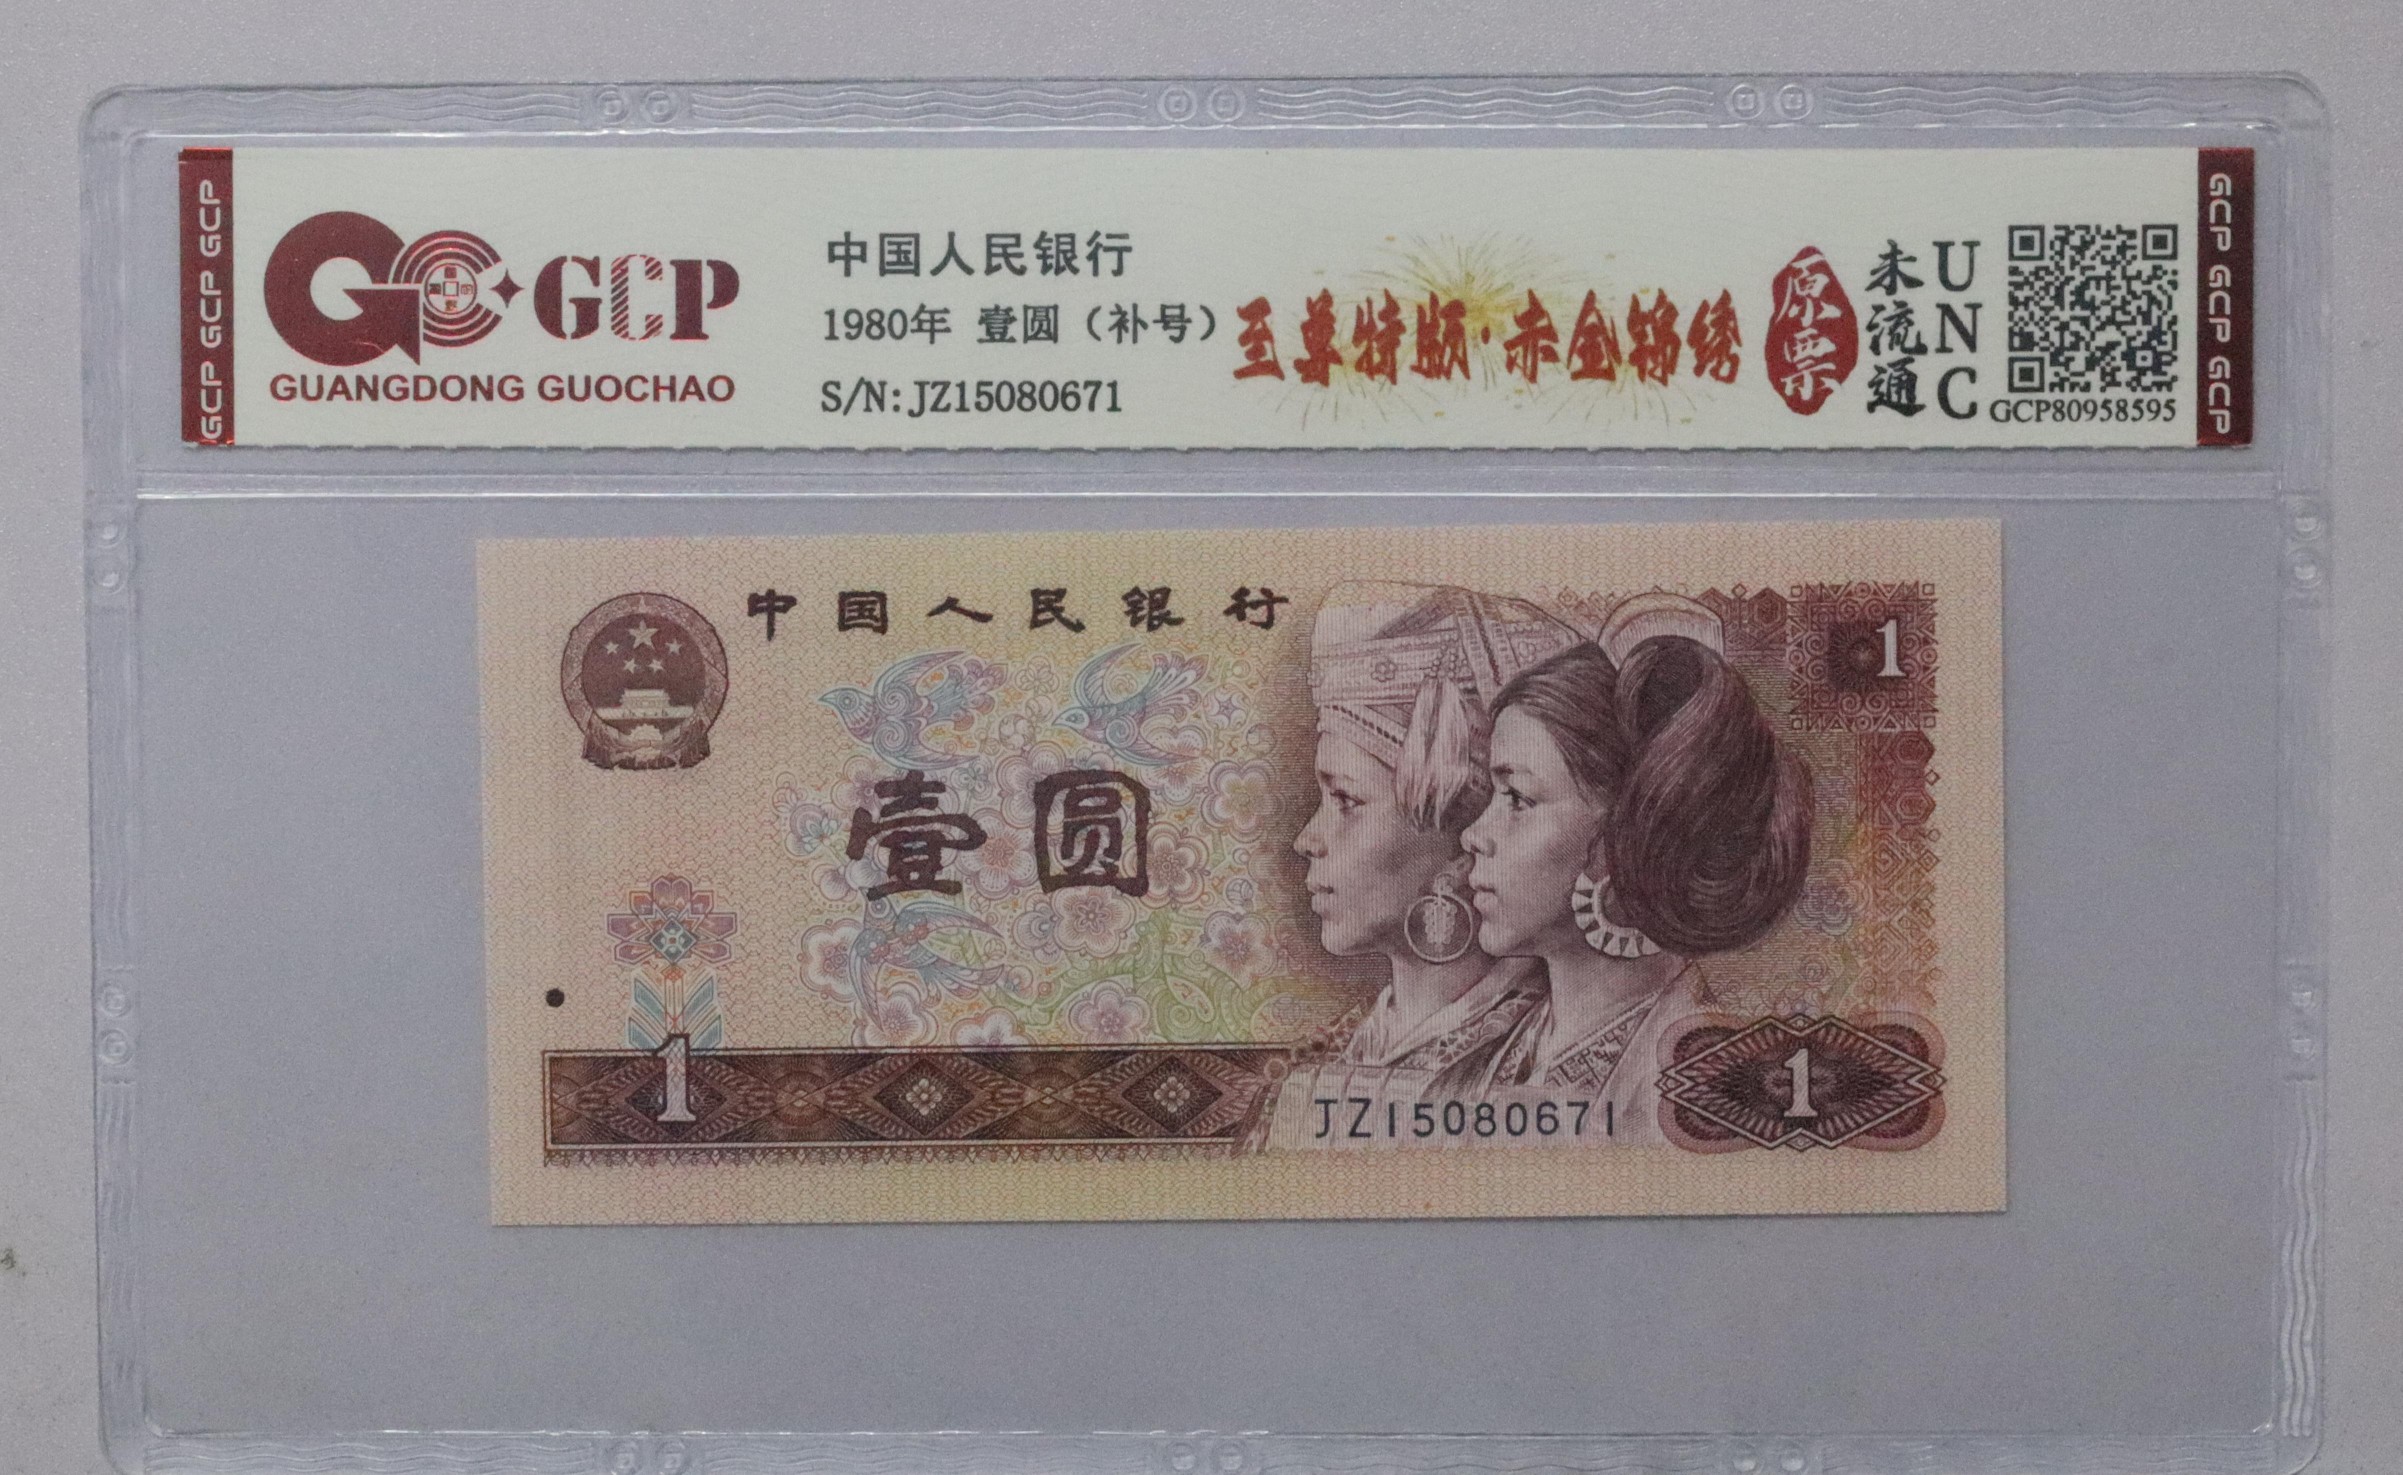 GCP GCP GCP
GCP
GUANGDONG GUOCHAO
中国人民银行
1980年 壹圆（补号）
S/N:JZ15080671
至尊特版·赤金锦绣
原票
未流通
UNC
GCP80958595
GCP GCP GCP
中国人民银行
1
壹圆
1
JZ15080671
1